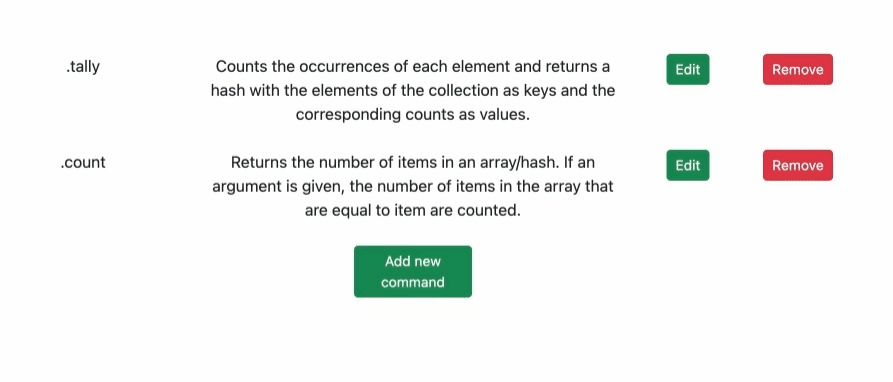 .tally
Counts the occurrences of each element and returns a
hash with the elements of the collection as keys and the
corresponding counts as values.
Edit
Remove
.count
Returns the number of items in an array/hash. If an
argument is given, the number of items in the array that
are equal to item are counted.
Edit
Remove
Add new
command